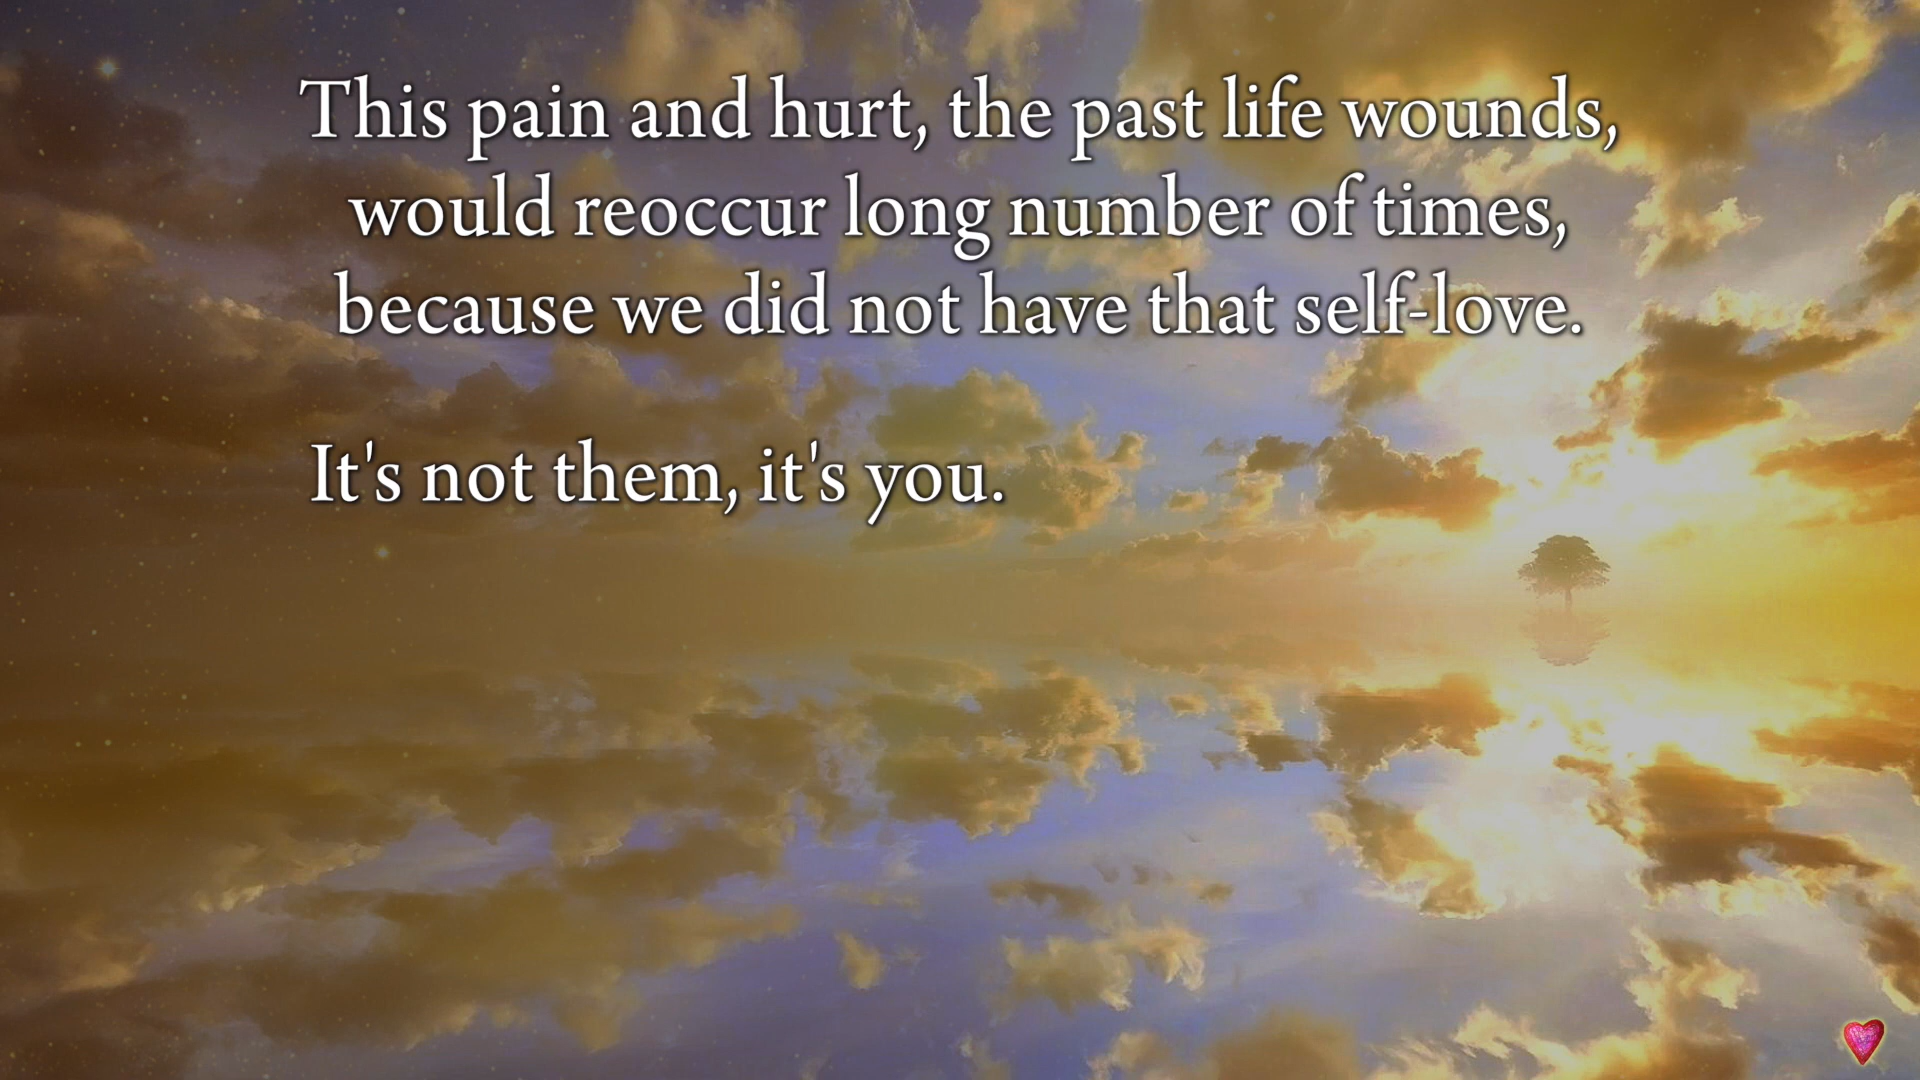 This pain and hurt, the past life wounds,
would reoccur long number of times,
because we did not have that self-love.
It's not them, it's you.